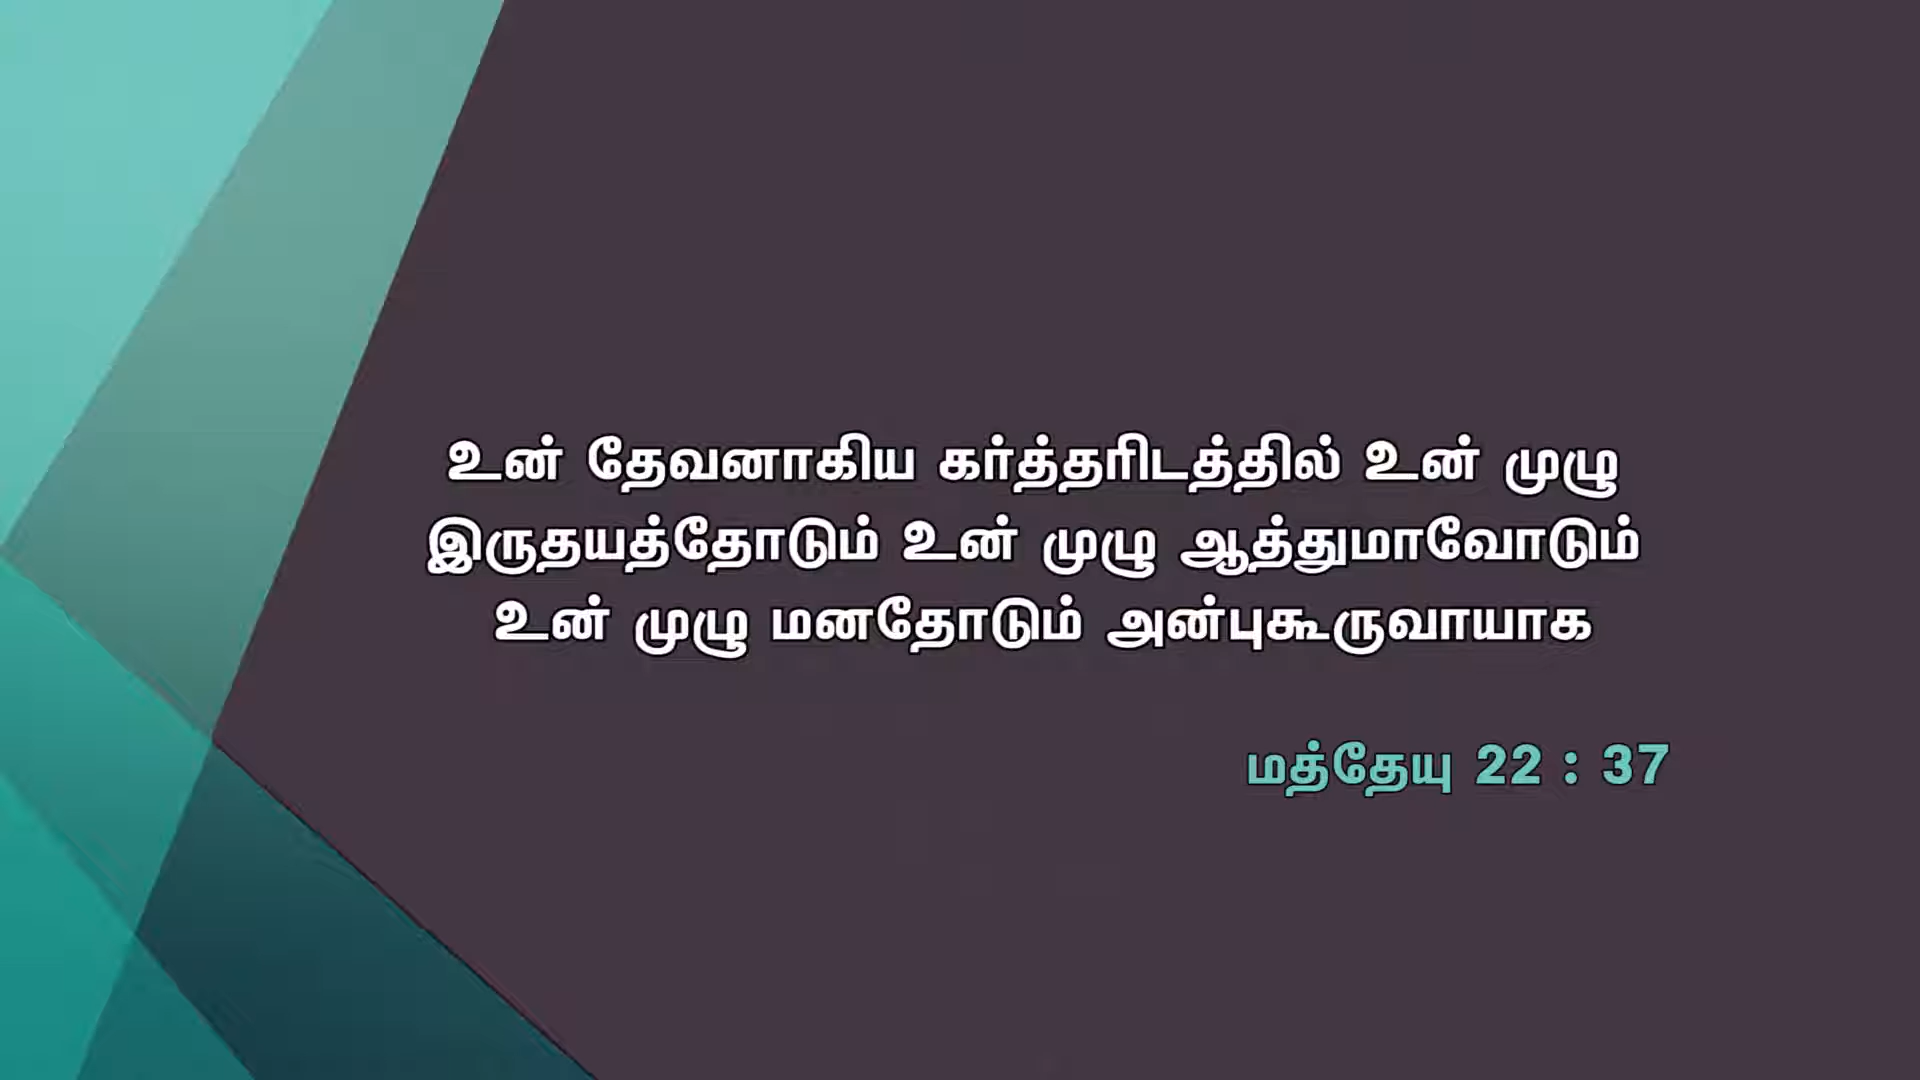 உன் தேவனாகிய கர்த்தரிடத்தில் உன் முழு
இருதயத்தோடும் உன் முழு ஆத்துமாவோடும்
உன் முழு மனதோடும் அன்புகூருவாயாக
மத்தேயு 22 : 37